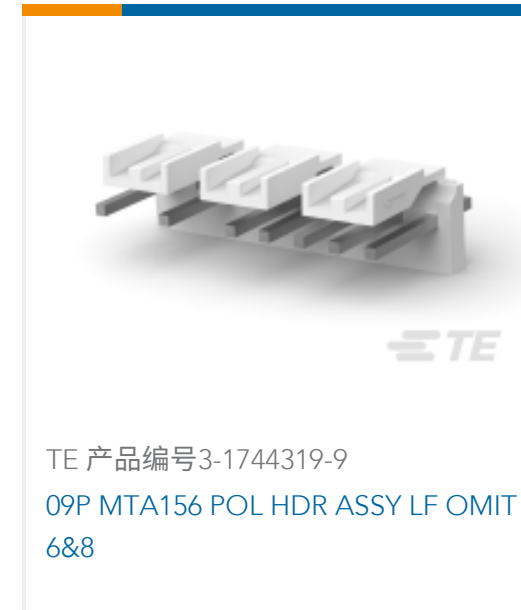 TE
TE 产品编号3-1744319-9
09P MTA156 POL HDR ASSY LF OMIT
6&8